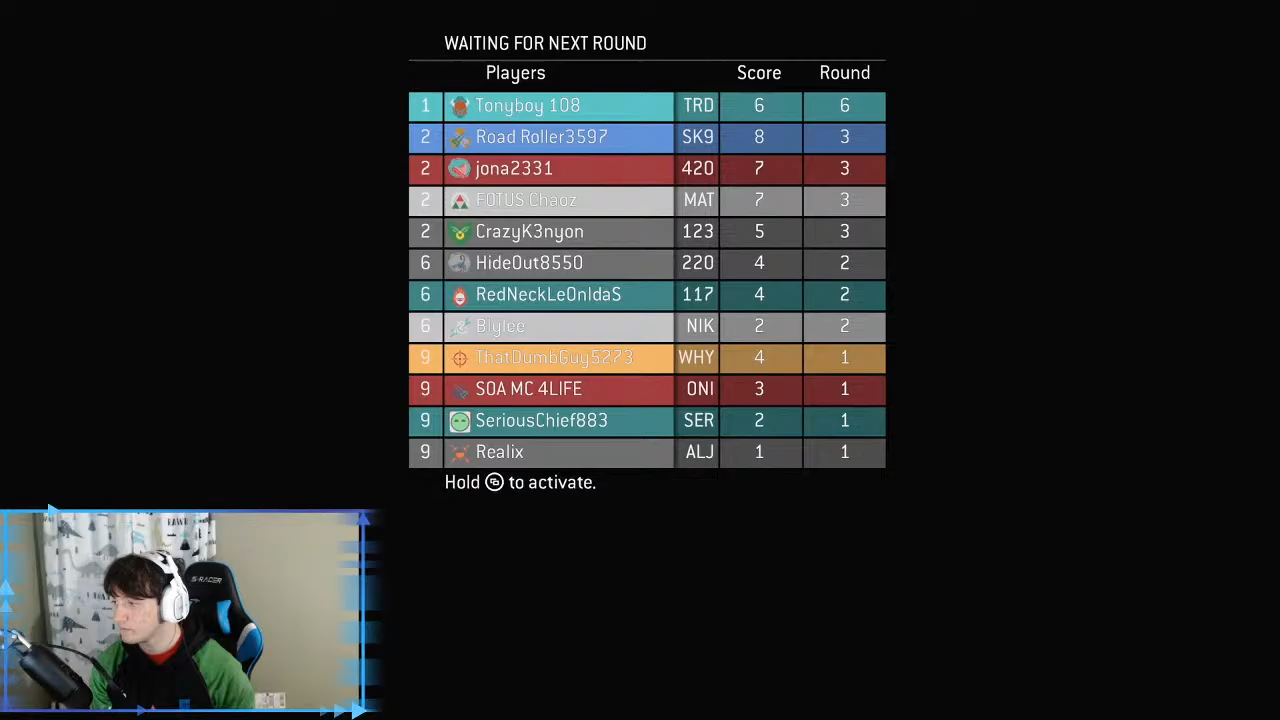 WAITING FOR NEXT ROUND
Players Score Round
1 Tonyboy 108 TRD 6 6
2 Road Roller3597 SK9 8 3
2 jona2331 420 7 3
2 FOTUS Chaoz MAT 7 3
2 CrazyK3nyon 123 5 3
6 HideOut8550 220 4 2
6 RedNeckLeOnIdaS 117 4 2
6 Blylee NIK 2 2
9 ThatDumbGuy5273 WHY 4 1
9 SOA MC 4LIFE ONI 3 1
9 SeriousChief883 SER 2 1
9 Realix ALJ 1 1
Hold to activate.
S-RACER